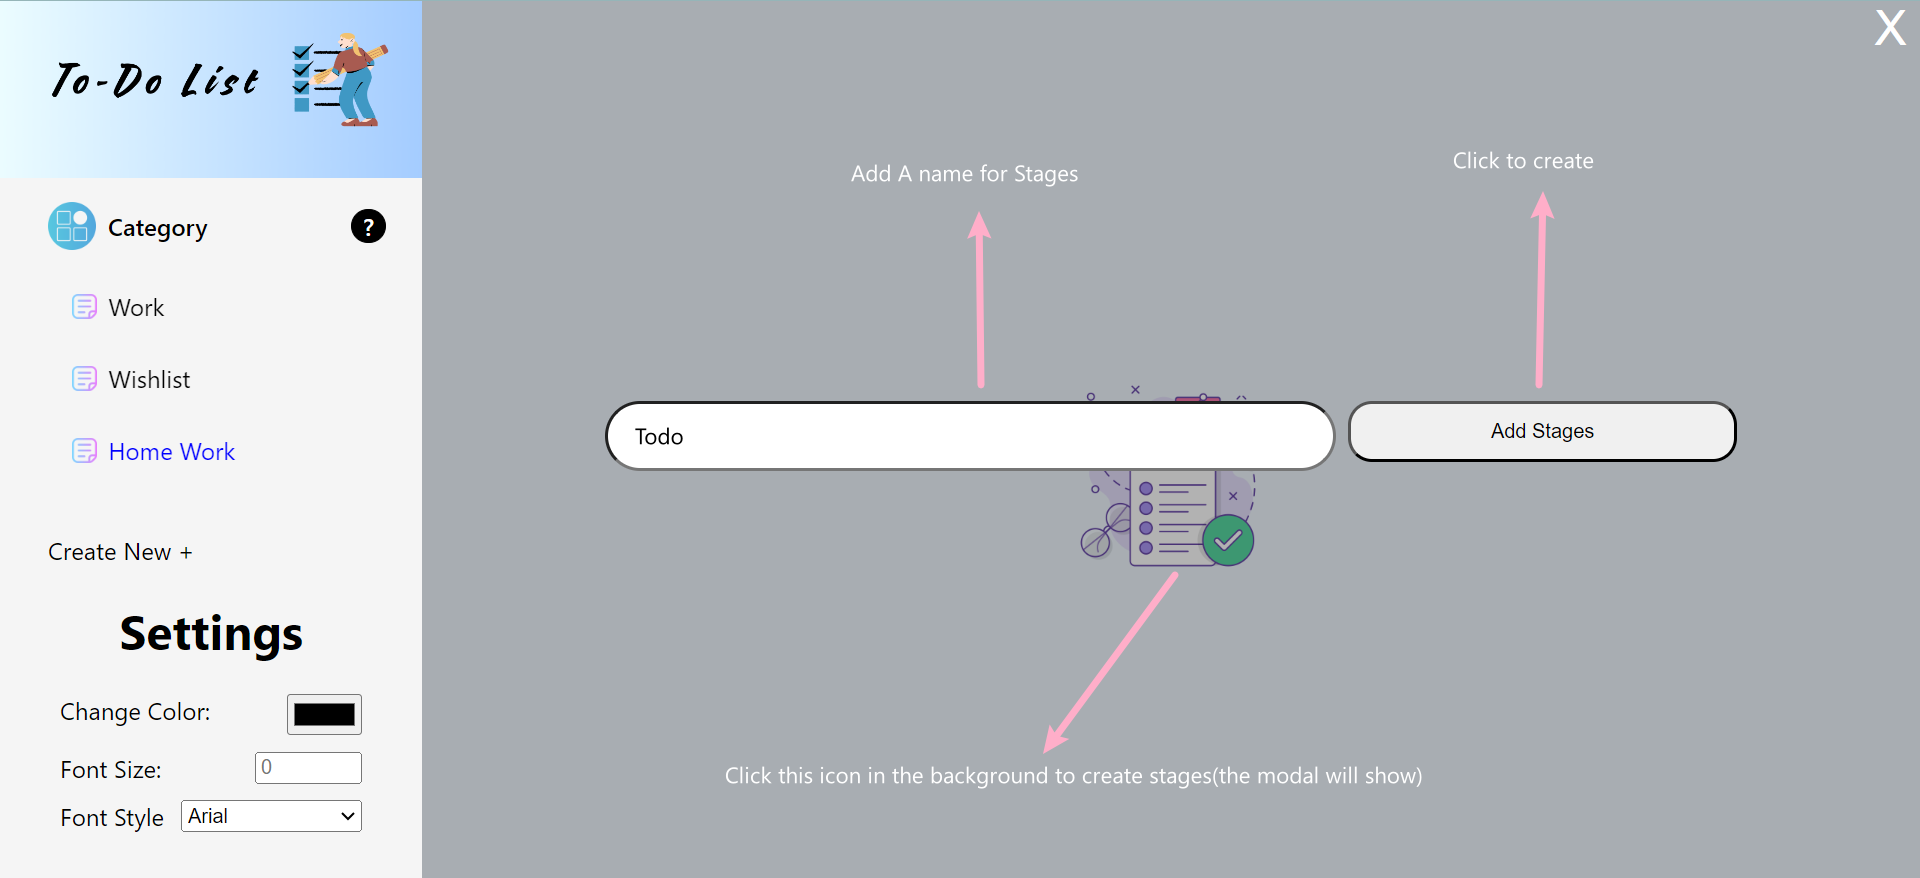 To-Do List
X
Category
?
Work
Wishlist
Home Work
Create New +
Settings
Change Color:
Font Size:
0
Font Style
Arial
Add A name for Stages
Click to create
Todo
Add Stages
Click this icon in the background to create stages(the modal will show)